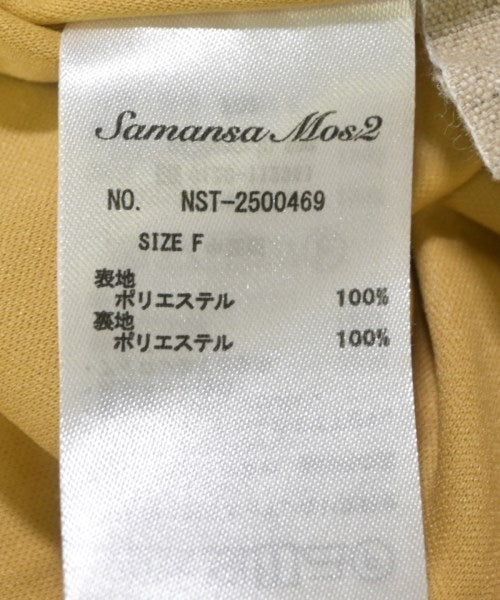 Samansa Mos2
NO. NST-2500469
SIZE F
表地
ポリエステル 100%
裏地
ポリエステル 100%